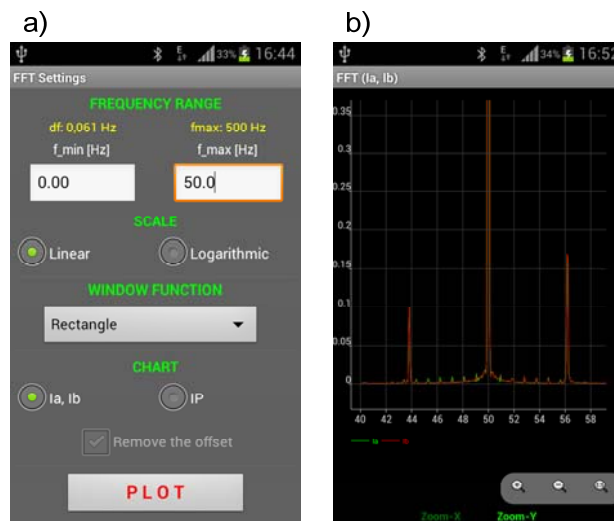 a)
33% 16:44
FFT Settings
FREQUENCY RANGE
df: 0,061 Hz fmax: 500 Hz
f_min [Hz] f_max [Hz]
0.00 50.0
SCALE
Linear Logarithmic
WINDOW FUNCTION
Rectangle
CHART
Ia, Ib IP
Remove the offset
PLOT
b)
34% 16:52
FFT (Ia, Ib)
0.35
0.3
0.25
0.2
0.15
0.1
0.05
0
40 42 44 46 48 50 52 54 56 58
Ia Ib
Zoom-X Zoom-Y